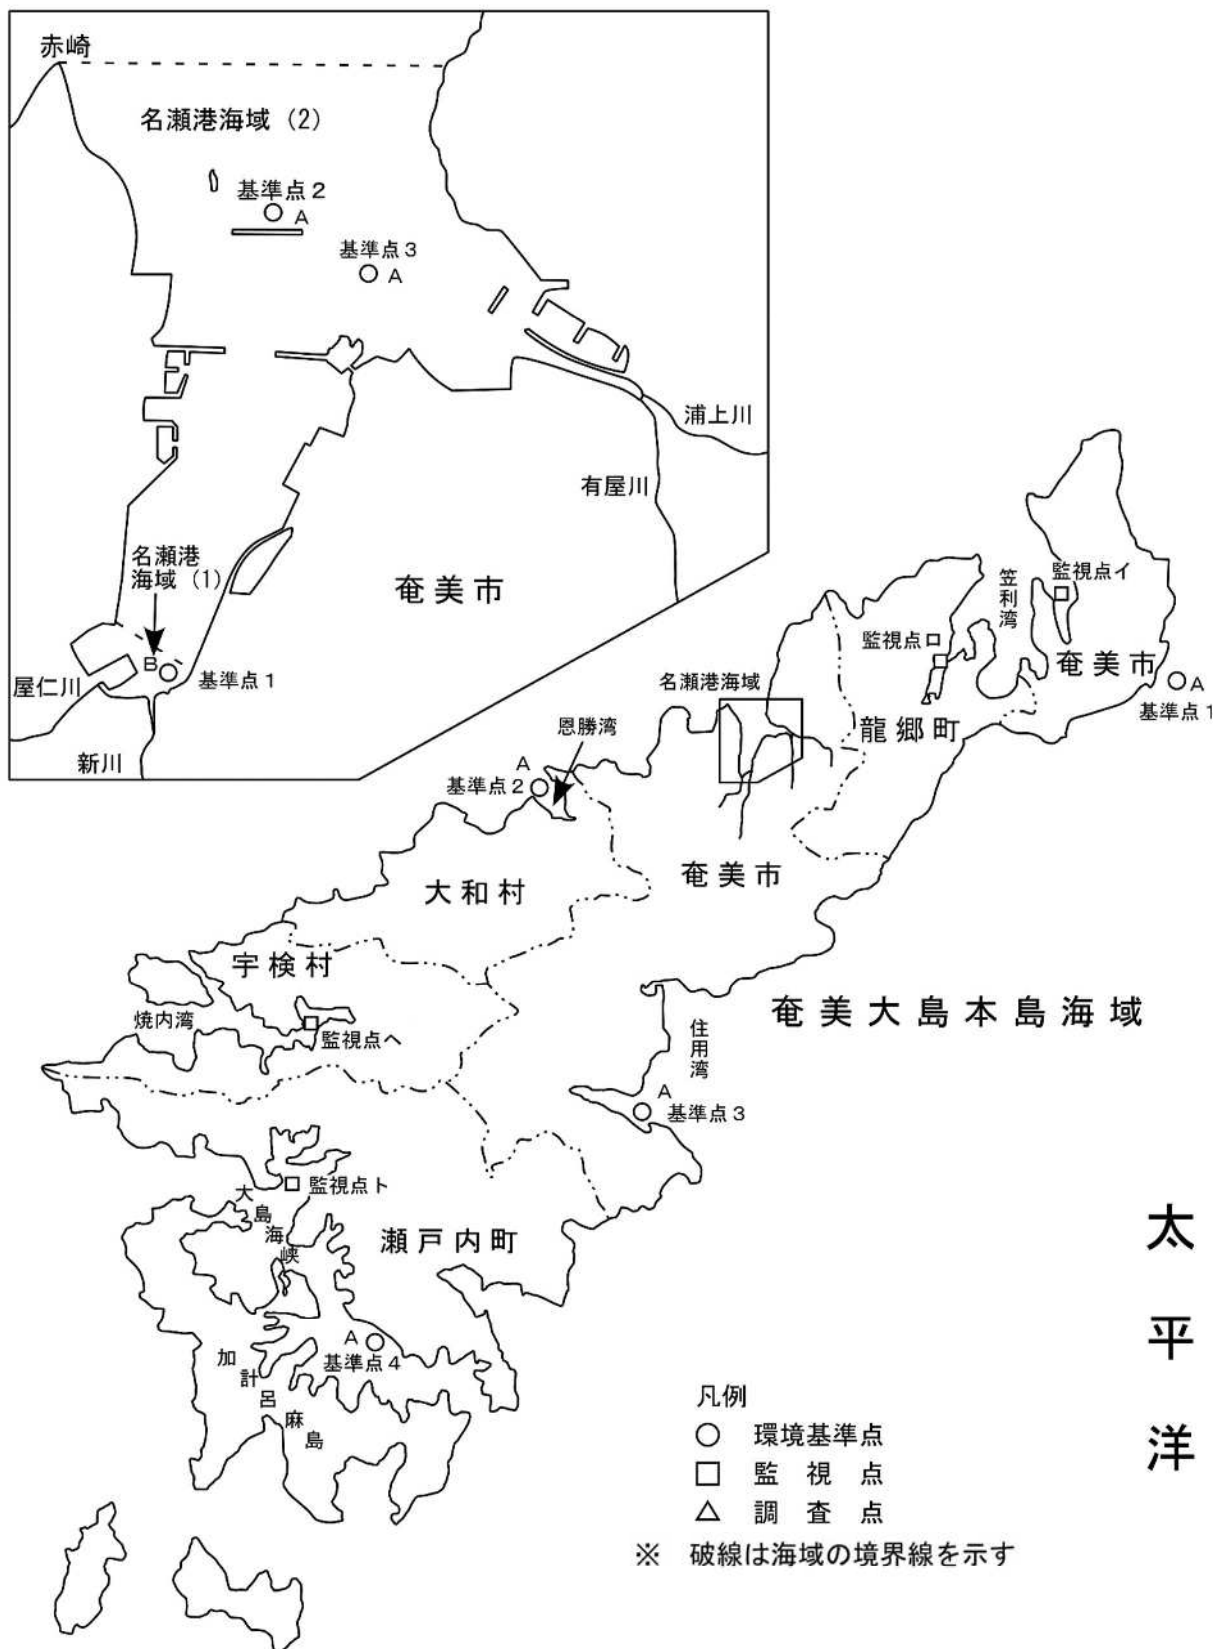 赤崎
名瀬港海域（2）
基準点２
A
基準点３
A
浦上川
有屋川
名瀬港
海域（1）
奄美市
B
基準点１
屋仁川
新川
笠利湾
監視点イ
監視点ロ
奄美市
A
基準点１
名瀬港海域
龍郷町
恩勝湾
A
基準点２
奄美市
大和村
宇検村
焼内湾
監視点ヘ
奄美大島本島海域
住用湾
A
基準点３
監視点ト
大島海峡
瀬戸内町
太平洋
A
基準点４
加計呂麻島
凡例
○　環境基準点
□　監　視　点
△　調　査　点
※　破線は海域の境界線を示す